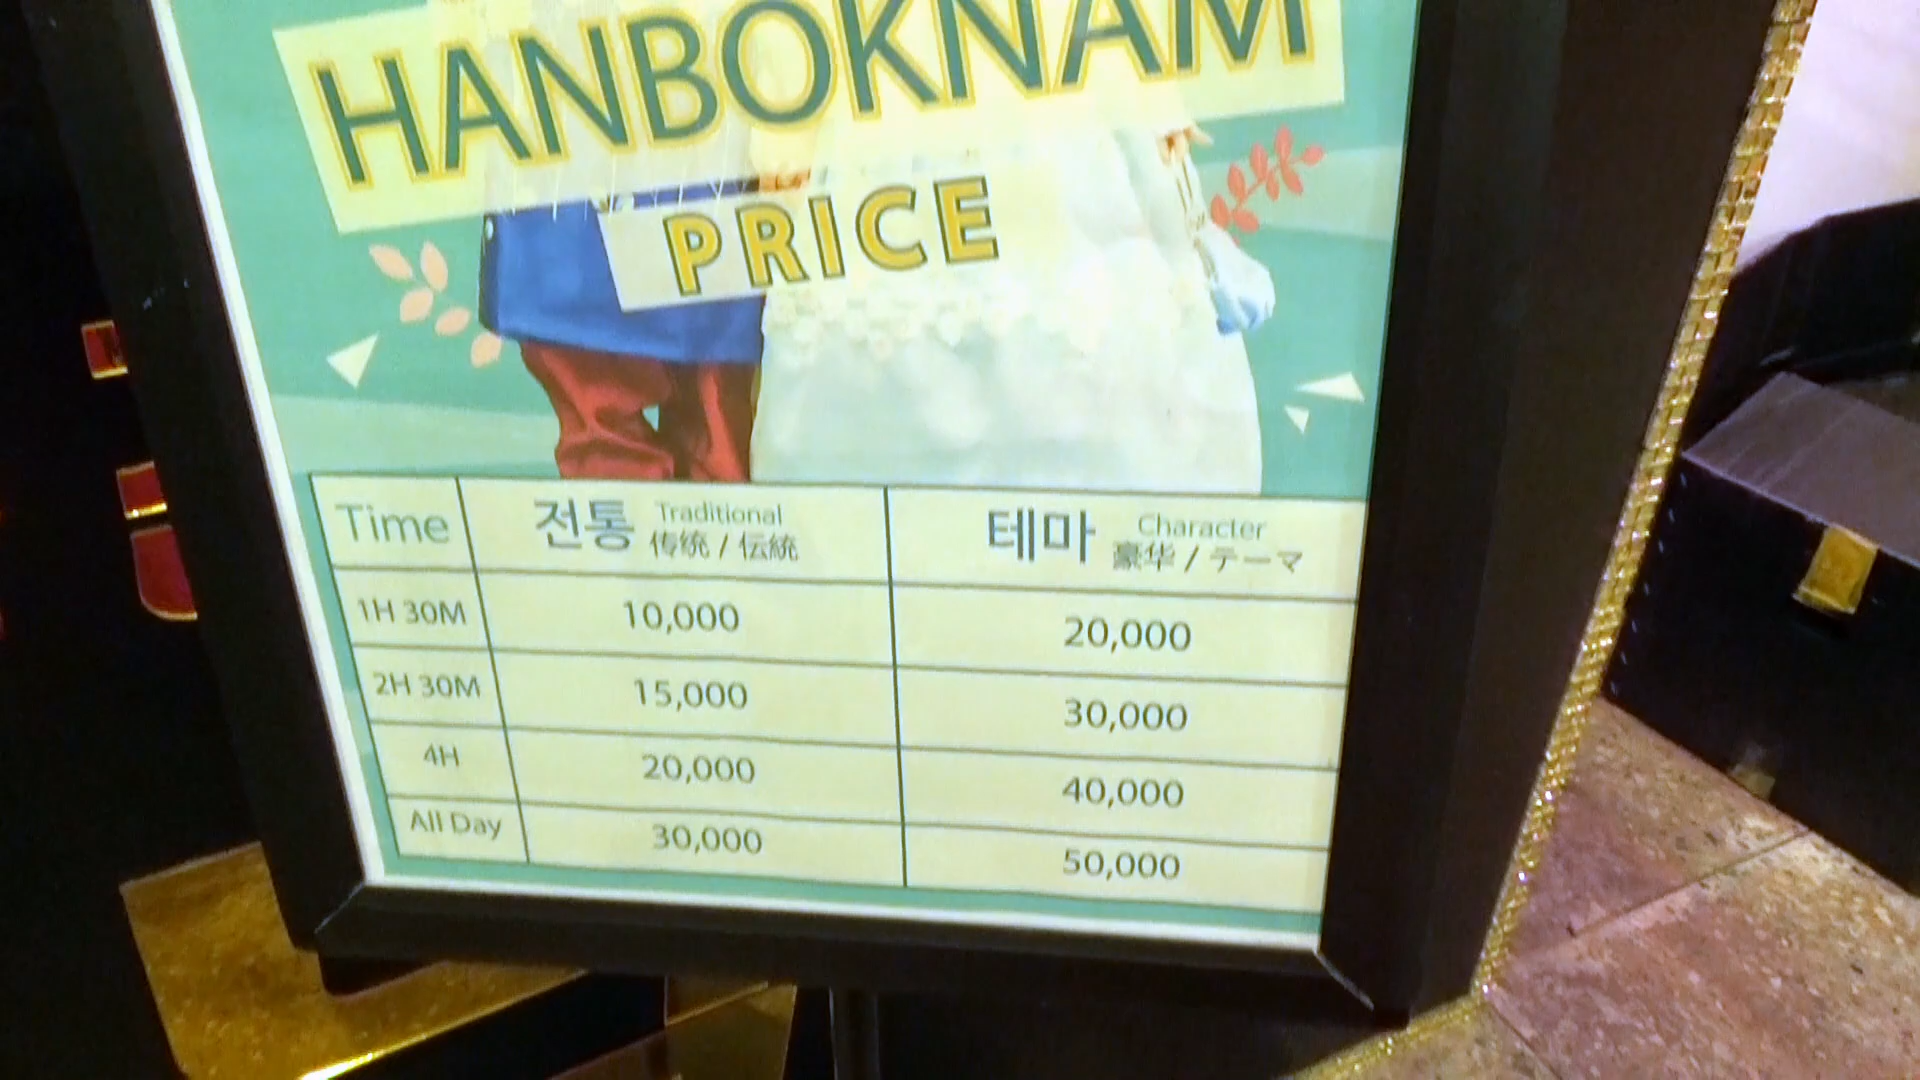 HANBOKNAM
PRICE
Time 전통 Traditional 传统 / 伝統 테마 Character 豪华 / テーマ
1H 30M 10,000 20,000
2H 30M 15,000 30,000
4H 20,000 40,000
All Day 30,000 50,000